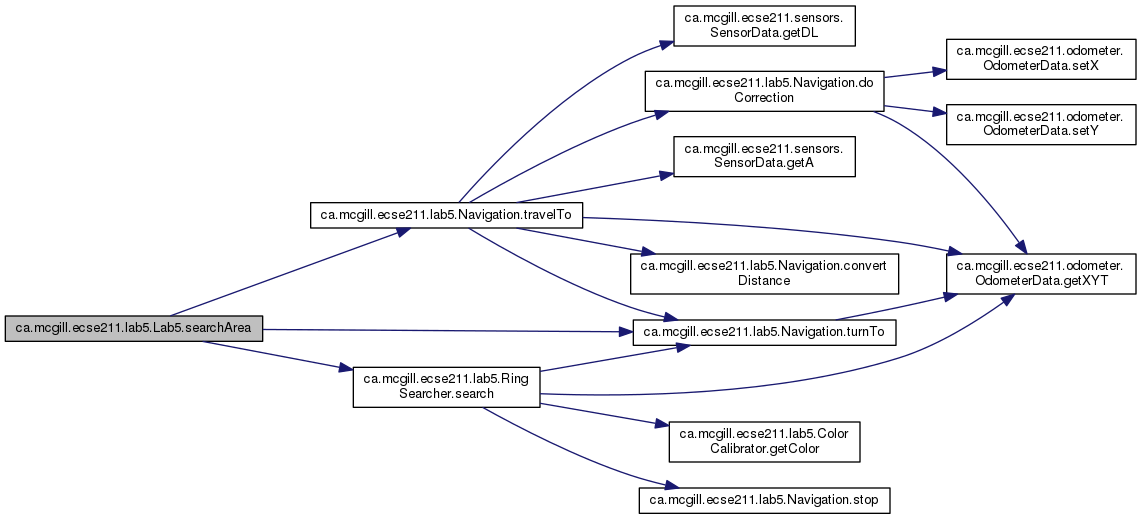 ca.mcgill.ecse211.sensors.
SensorData.getDL
ca.mcgill.ecse211.odometer.
OdometerData.setX
ca.mcgill.ecse211.lab5.Navigation.do
Correction
ca.mcgill.ecse211.odometer.
OdometerData.setY
ca.mcgill.ecse211.sensors.
SensorData.getA
ca.mcgill.ecse211.lab5.Navigation.travelTo
ca.mcgill.ecse211.lab5.Navigation.convert
Distance
ca.mcgill.ecse211.odometer.
OdometerData.getXYT
ca.mcgill.ecse211.lab5.Lab5.searchArea
ca.mcgill.ecse211.lab5.Navigation.turnTo
ca.mcgill.ecse211.lab5.Ring
Searcher.search
ca.mcgill.ecse211.lab5.Color
Calibrator.getColor
ca.mcgill.ecse211.lab5.Navigation.stop